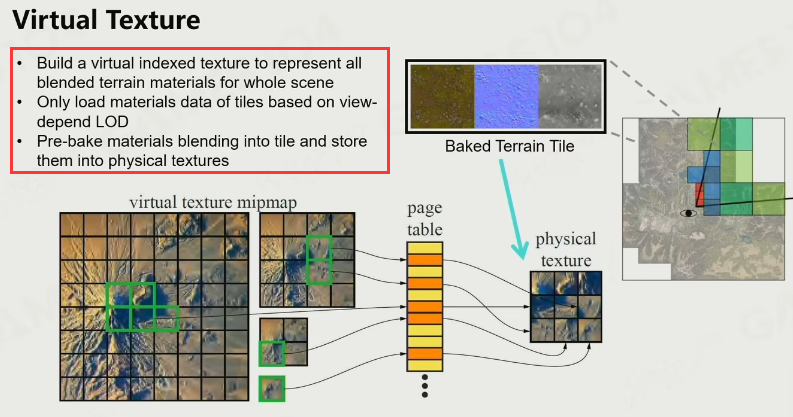 Virtual Texture
• Build a virtual indexed texture to represent all
blended terrain materials for whole scene
• Only load materials data of tiles based on view-
depend LOD
• Pre-bake materials blending into tile and store
them into physical textures
Baked Terrain Tile
virtual texture mipmap
page
table
physical
texture